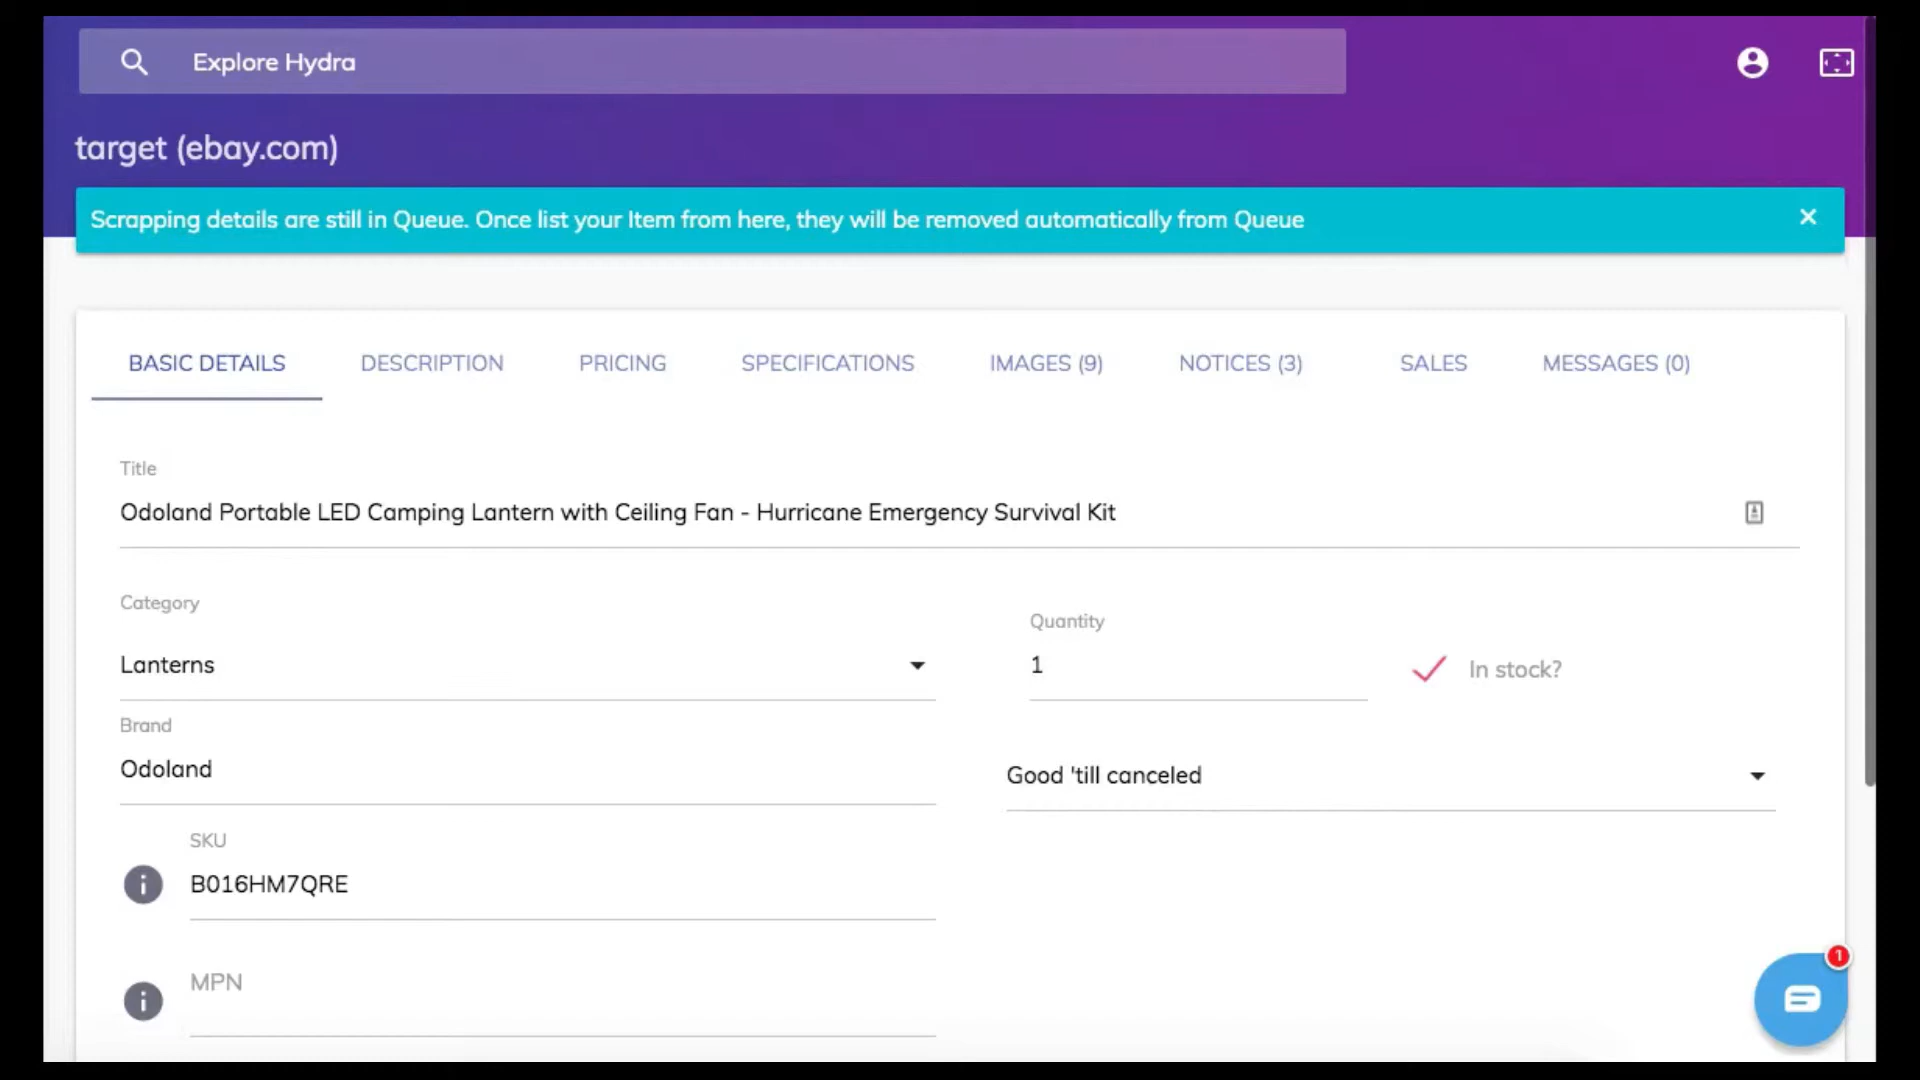 Explore Hydra
target (ebay.com)
Scrapping details are still in Queue. Once list your Item from here, they will be removed automatically from Queue
BASIC DETAILS DESCRIPTION PRICING SPECIFICATIONS IMAGES (9) NOTICES (3) SALES MESSAGES (0)
Title
Odoland Portable LED Camping Lantern with Ceiling Fan - Hurricane Emergency Survival Kit
Category
Quantity
Lanterns
1
In stock?
Brand
Odoland
Good 'till canceled
SKU
B016HM7QRE
MPN
1